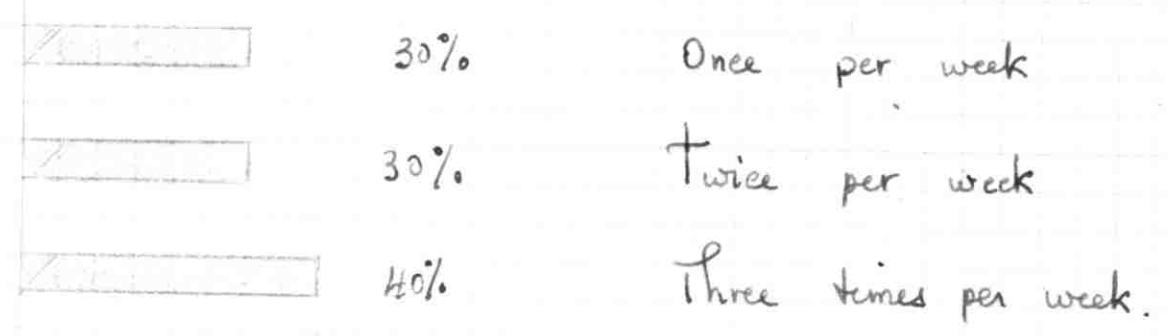 30% Once per week
30% Twice per week
40% Three times per week.